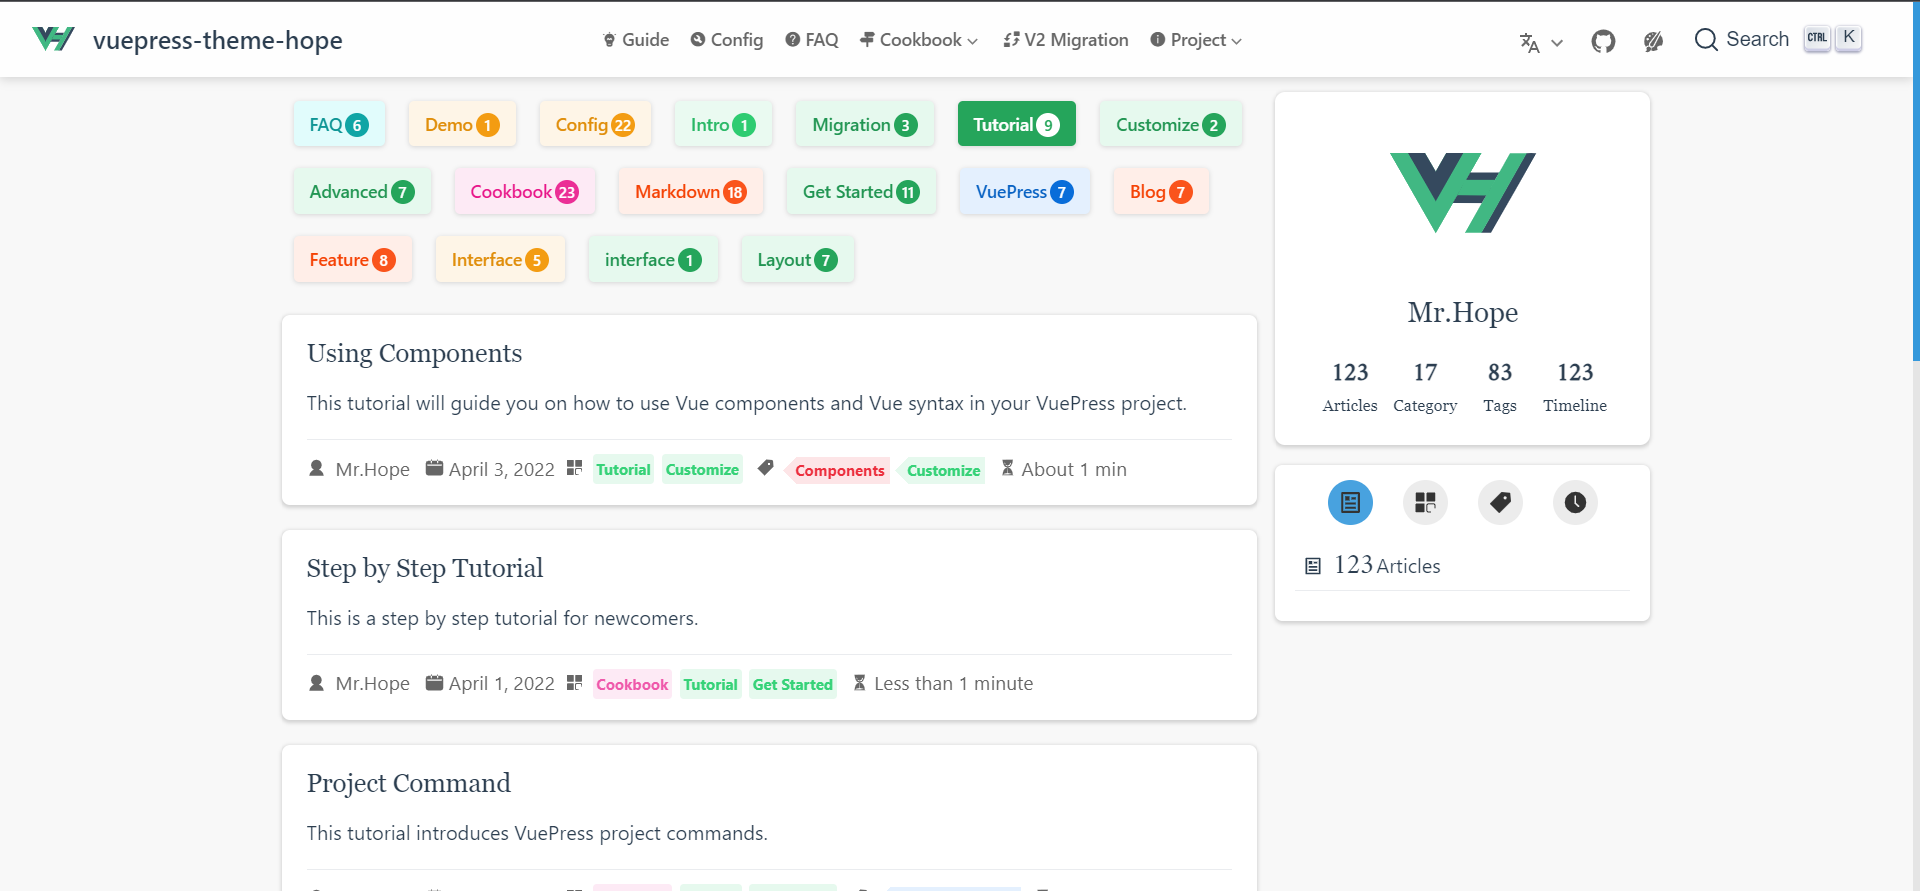 vuepress-theme-hope Guide Config FAQ Cookbook V2 Migration Project Search CTRL K
FAQ 6 Demo 1 Config 22 Intro 1 Migration 3 Tutorial 9 Customize 2
Advanced 7 Cookbook 23 Markdown 18 Get Started 11 VuePress 7 Blog 7
Feature 8 Interface 5 interface 1 Layout 7
Using Components
This tutorial will guide you on how to use Vue components and Vue syntax in your VuePress project.
Mr.Hope April 3, 2022 Tutorial Customize Components Customize About 1 min
Step by Step Tutorial
This is a step by step tutorial for newcomers.
Mr.Hope April 1, 2022 Cookbook Tutorial Get Started Less than 1 minute
Project Command
This tutorial introduces VuePress project commands.
Mr.Hope
123 17 83 123
Articles Category Tags Timeline
123 Articles